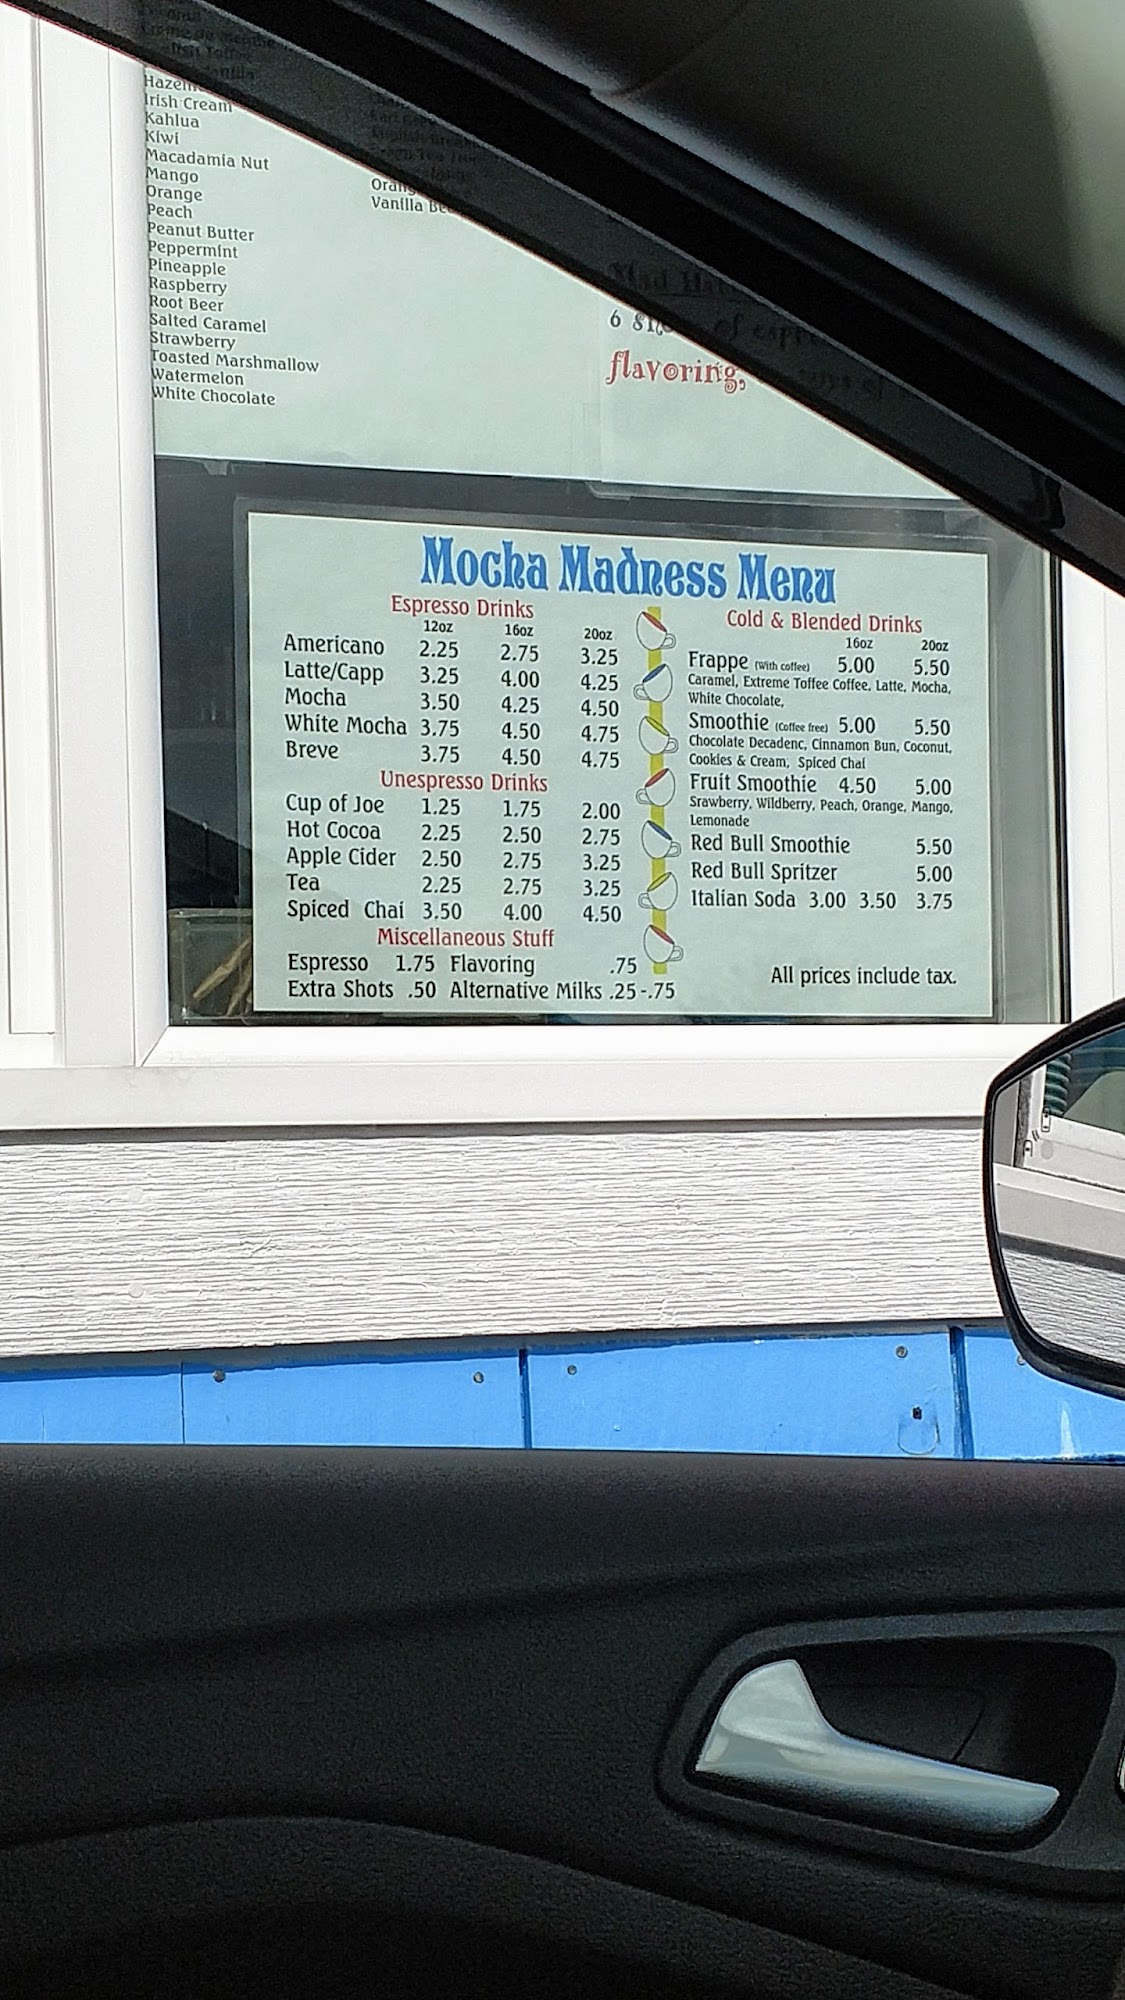 Irish Cream
Kahlua
Kiwi
Macadamia Nut
Mango
Orange
Peach
Peanut Butter
Peppermint
Pineapple
Raspberry
Root Beer
Salted Caramel
Strawberry
Toasted Marshmallow
Watermelon
White Chocolate
Vanilla
6
flavoring,
Mocha Madness Menu
Espresso Drinks
12oz 16oz 20oz
Americano 2.25 2.75 3.25
Latte/Capp 3.25 4.00 4.25
Mocha 3.50 4.25 4.50
White Mocha 3.75 4.50 4.75
Breve 3.75 4.50 4.75
Unespresso Drinks
Cup of Joe 1.25 1.75 2.00
Hot Cocoa 2.25 2.50 2.75
Apple Cider 2.50 2.75 3.25
Tea 2.25 2.75 3.25
Spiced Chai 3.50 4.00 4.50
Miscellaneous Stuff
Espresso 1.75 Flavoring .75
Extra Shots .50 Alternative Milks .25-.75
Cold & Blended Drinks
16oz 20oz
Frappe (With coffee) 5.00 5.50
Caramel, Extreme Toffee Coffee, Latte, Mocha,
White Chocolate,
Smoothie (Coffee free) 5.00 5.50
Chocolate Decadenc, Cinnamon Bun, Coconut,
Cookies & Cream, Spiced Chai
Fruit Smoothie 4.50 5.00
Srawberry, Wildberry, Peach, Orange, Mango,
Lemonade
Red Bull Smoothie 5.50
Red Bull Spritzer 5.00
Italian Soda 3.00 3.50 3.75
All prices include tax.